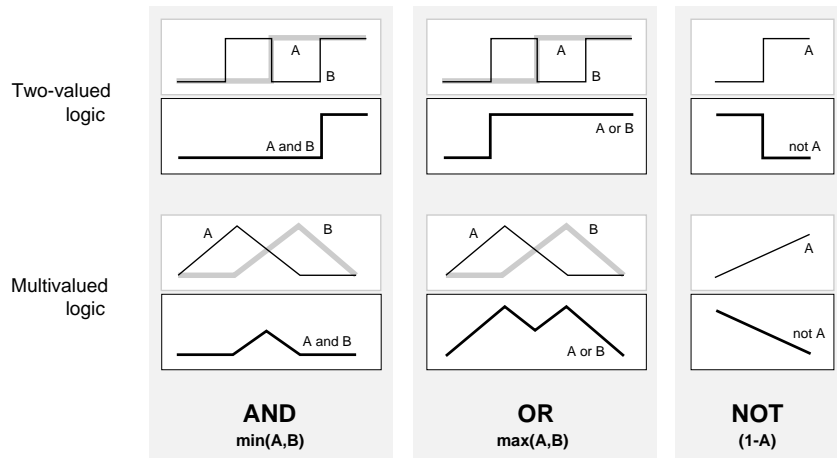 A
B
A
B
A
Two-valued
logic
A and B
A or B
not A
A
B
A
B
A
Multivalued
logic
A and B
A or B
not A
AND
OR
NOT
min(A,B)
max(A,B)
(1-A)